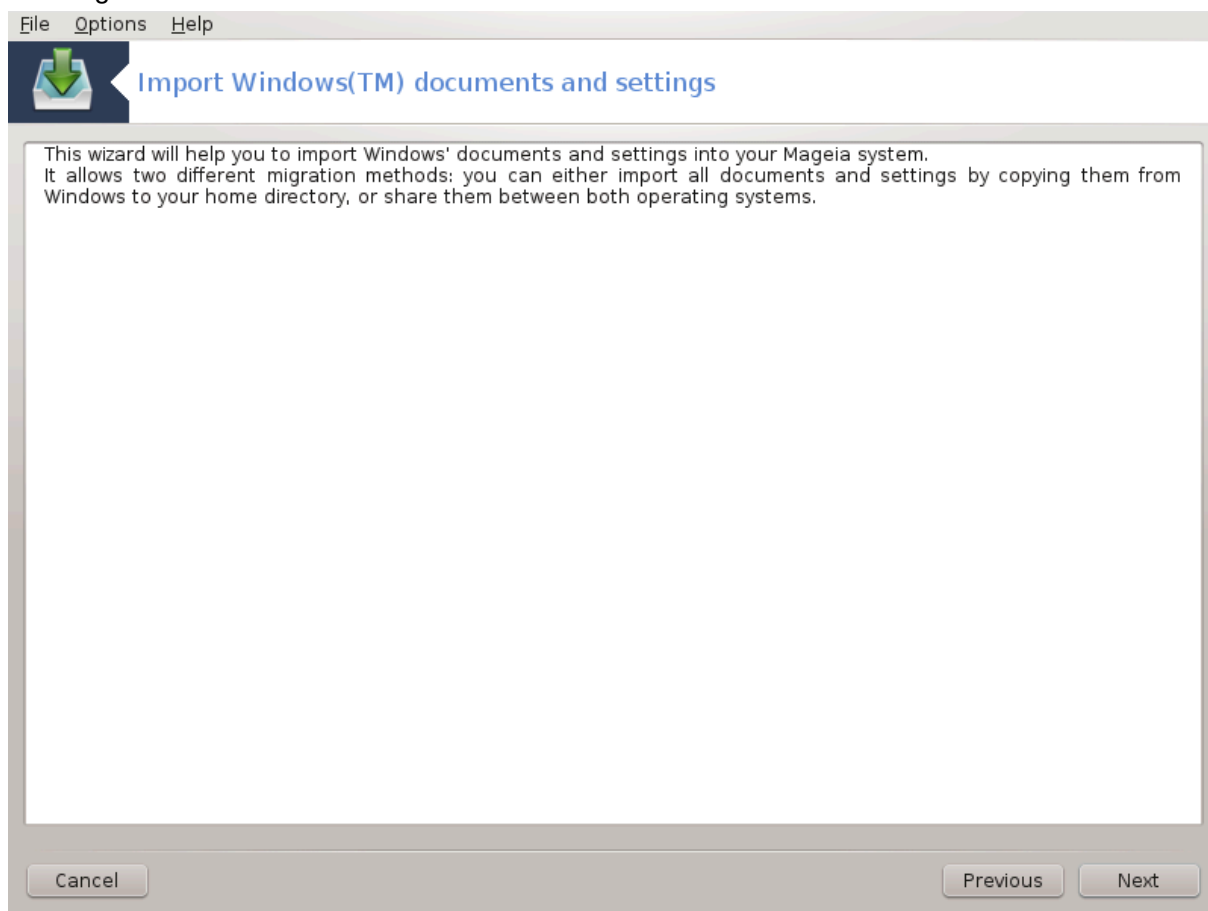 File Options Help
Import Windows(TM) documents and settings
This wizard will help you to import Windows' documents and settings into your Mageia system.
It allows two different migration methods: you can either import all documents and settings by copying them from
Windows to your home directory, or share them between both operating systems.
Cancel Previous Next